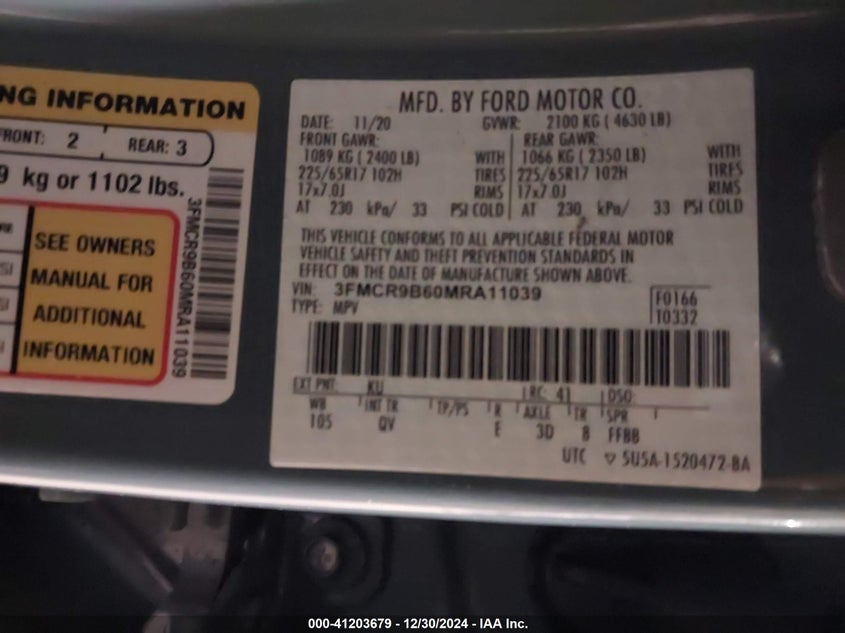 NG INFORMATION
FRONT: 2 REAR: 3
9 kg or 1102 lbs.
SEE OWNERS
MANUAL FOR
ADDITIONAL
INFORMATION
3FMCR9B60MRA11039
MFD. BY FORD MOTOR CO.
DATE: 11/20 GVWR: 2100 KG ( 4630 LB)
FRONT GAWR: REAR GAWR:
1089 KG ( 2400 LB) WITH 1066 KG ( 2350 LB) WITH
225/65R17 102H TIRES 225/65R17 102H TIRES
17x7.0J RIMS 17x7.0J RIMS
AT 230 kPa/ 33 PSI COLD AT 230 kPa/ 33 PSI COLD
THIS VEHICLE CONFORMS TO ALL APPLICABLE FEDERAL MOTOR
VEHICLE SAFETY AND THEFT PREVENTION STANDARDS IN
EFFECT ON THE DATE OF MANUFACTURE SHOWN ABOVE.
VIN: 3FMCR9B60MRA11039 F0166
TYPE: MPV T0332
EXT PNT: KU RC: 41 DSO:
WB INT TR TP/PS R AXLE TR SPR
105 QV E 3D 8 FFBB
UTC ▽ 5U5A-1520472-BA
000-41203679 - 12/30/2024 - IAA Inc.